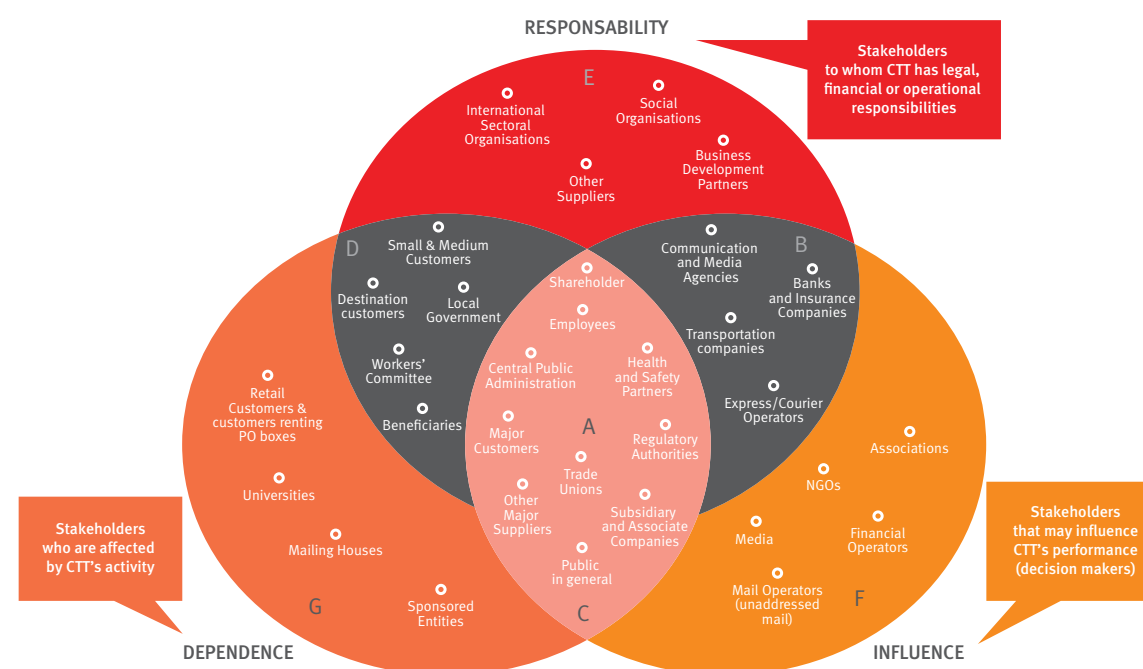 RESPONSABILITY
Stakeholders
to whom CTT has legal,
financial or operational
responsibilities
E
International
Sectoral
Organisations
Social
Organisations
Business
Development
Partners
Other
Suppliers
D
Small & Medium
Customers
Destination
customers
Local
Government
Workers'
Committee
Beneficiaries
B
Communication
and Media
Agencies
Banks
and Insurance
Companies
Transportation
companies
Express/Courier
Operators
Shareholder
Employees
Central Public
Administration
Health
and Safety
Partners
A
Major
Customers
Regulatory
Authorities
Trade
Unions
Other
Major
Suppliers
Subsidiary
and Associate
Companies
Public
in general
C
Retail
Customers &
customers renting
PO boxes
Universities
Mailing Houses
Sponsored
Entities
G
Stakeholders
who are affected
by CTT's activity
DEPENDENCE
Associations
NGOs
Media
Financial
Operators
Mail Operators
(unaddressed
mail)
F
Stakeholders
that may influence
CTT's performance
(decision makers)
INFLUENCE